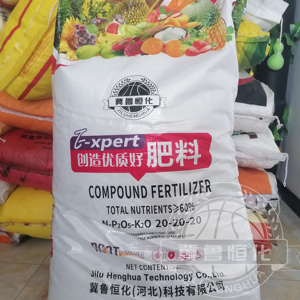 冀鲁恒化
JILUHENGHUA
E-xpert
创造优质好肥料
COMPOUND FERTILIZER
TOTAL NUTRIENTS≥60%
N-P₂O₅-K₂O 20-20-20
NET CONTENT:
Jilu Henghua Technology Co.,Ltd.
冀鲁恒化(河北)科技有限公司
冀鲁恒化